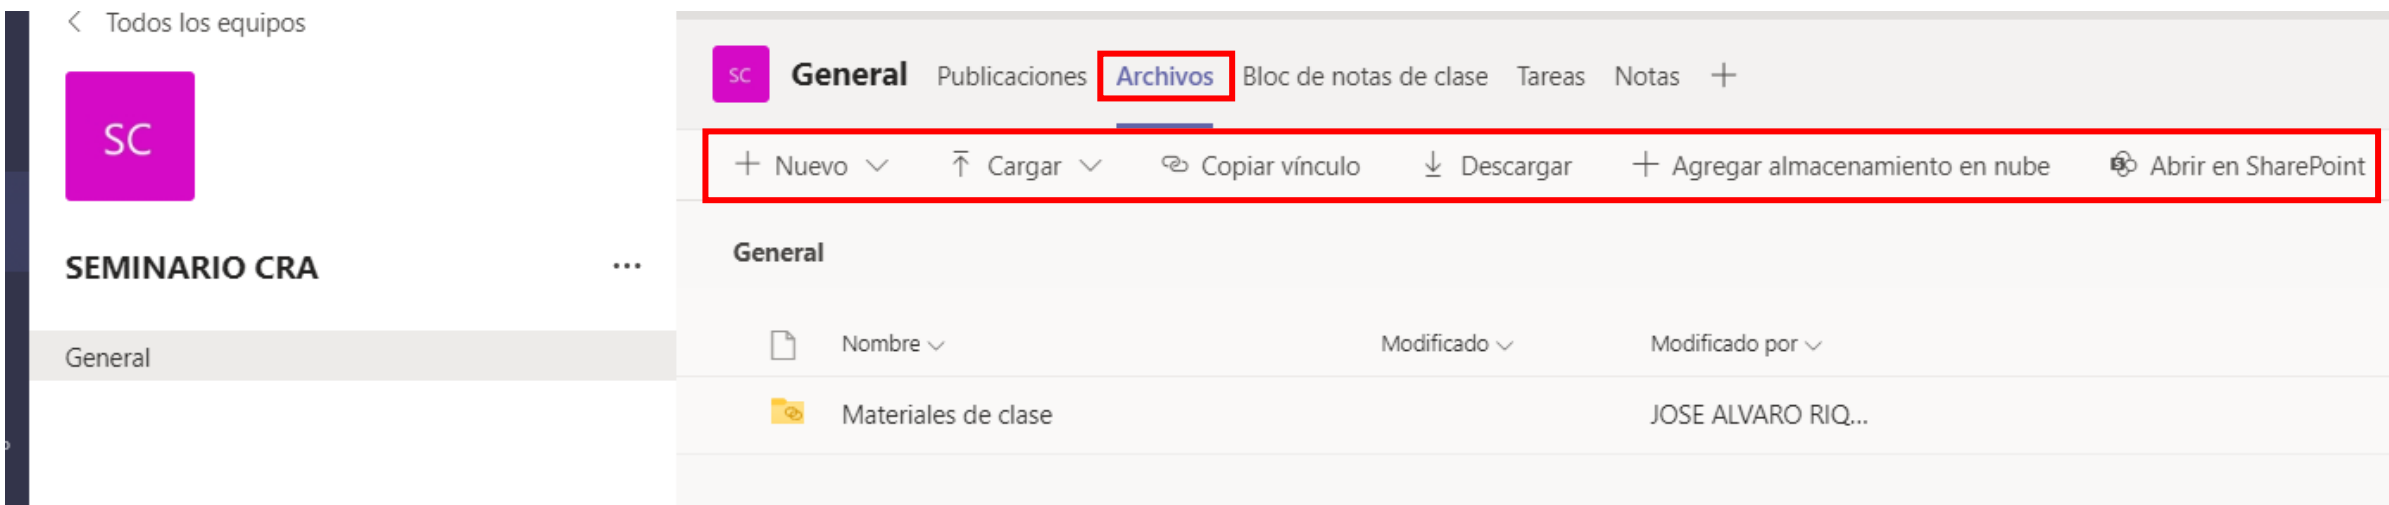 Todos los equipos
SC
SEMINARIO CRA
...
General
SC General Publicaciones Archivos Bloc de notas de clase Tareas Notas +
+ Nuevo Cargar Copiar vínculo Descargar + Agregar almacenamiento en nube Abrir en SharePoint
General
Nombre Modificado Modificado por
Materiales de clase JOSE ALVARO RIQ...